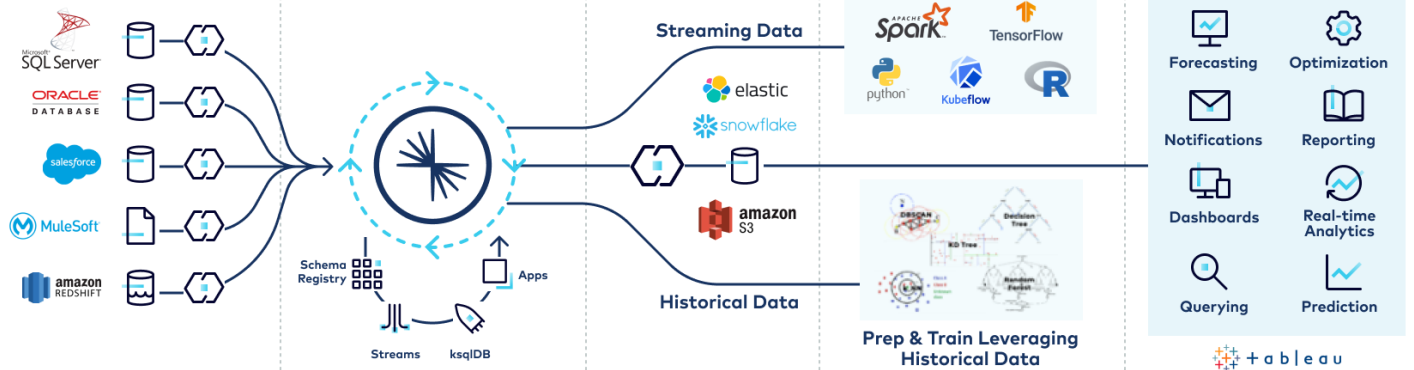 Microsoft
SQL Server
ORACLE
DATABASE
salesforce
MuleSoft
amazon
REDSHIFT
Schema
Registry
Streams
ksqlDB
Apps
Streaming Data
elastic
snowflake
amazon
S3
Historical Data
APACHE
Spark
TensorFlow
python
Kubeflow
R
DBSCAN
Decision
Tree
KD Tree
Random
Forest
Prep & Train Leveraging
Historical Data
Forecasting
Optimization
Notifications
Reporting
Dashboards
Real-time
Analytics
Querying
Prediction
+ableau